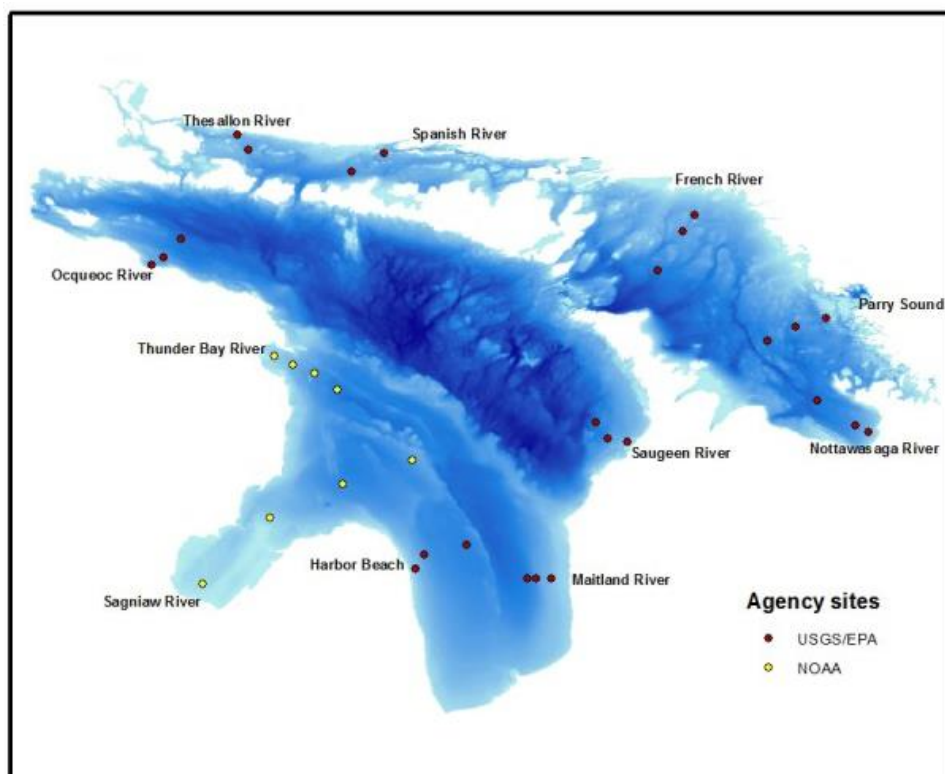 Thesallon River
Spanish River
French River
Ocqueoc River
Parry Sound
Thunder Bay River
Saugeen River
Nottawasaga River
Harbor Beach
Maitland River
Sagniaw River
Agency sites
USGS/EPA
NOAA